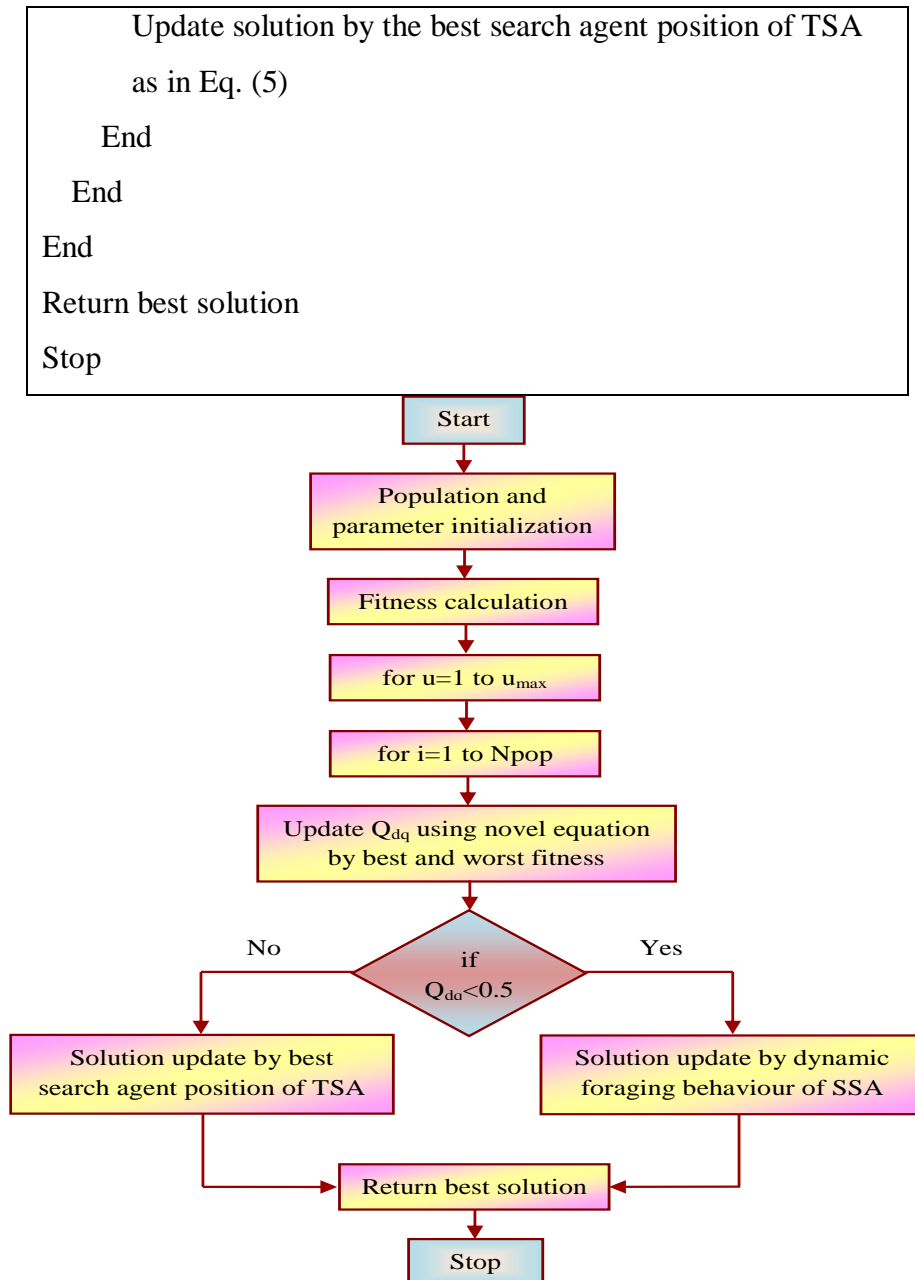 Update solution by the best search agent position of TSA
as in Eq. (5)
End
End
End
Return best solution
Stop
Start
Population and
parameter initialization
Fitness calculation
for u=1 to umax
for i=1 to Npop
Update Qdq using novel equation
by best and worst fitness
No
Yes
if
Qdq<0.5
Solution update by best
search agent position of TSA
Solution update by dynamic
foraging behaviour of SSA
Return best solution
Stop